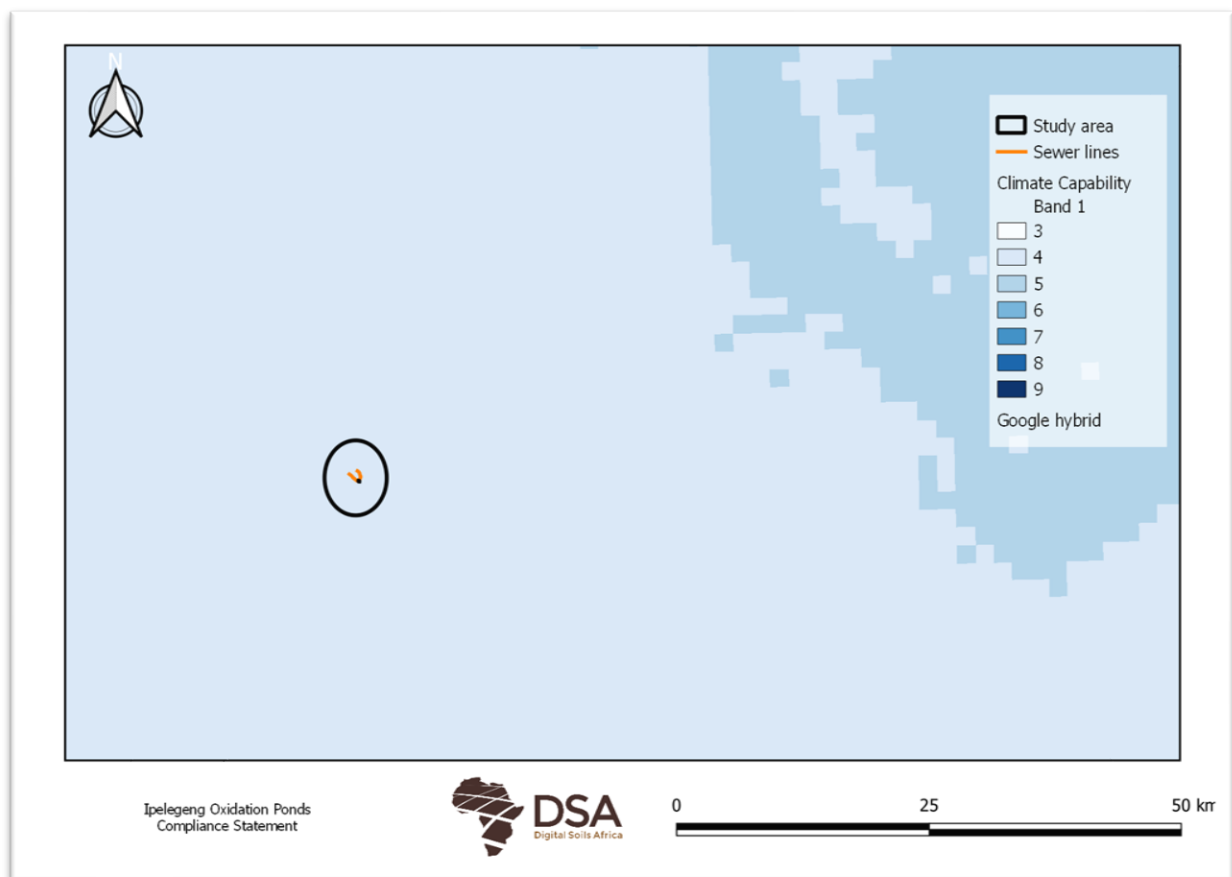 N
Study area
Sewer lines
Climate Capability
Band 1
3
4
5
6
7
8
9
Google hybrid
Ipelegeng Oxidation Ponds
Compliance Statement
DSA
Digital Soils Africa
0 25 50 km